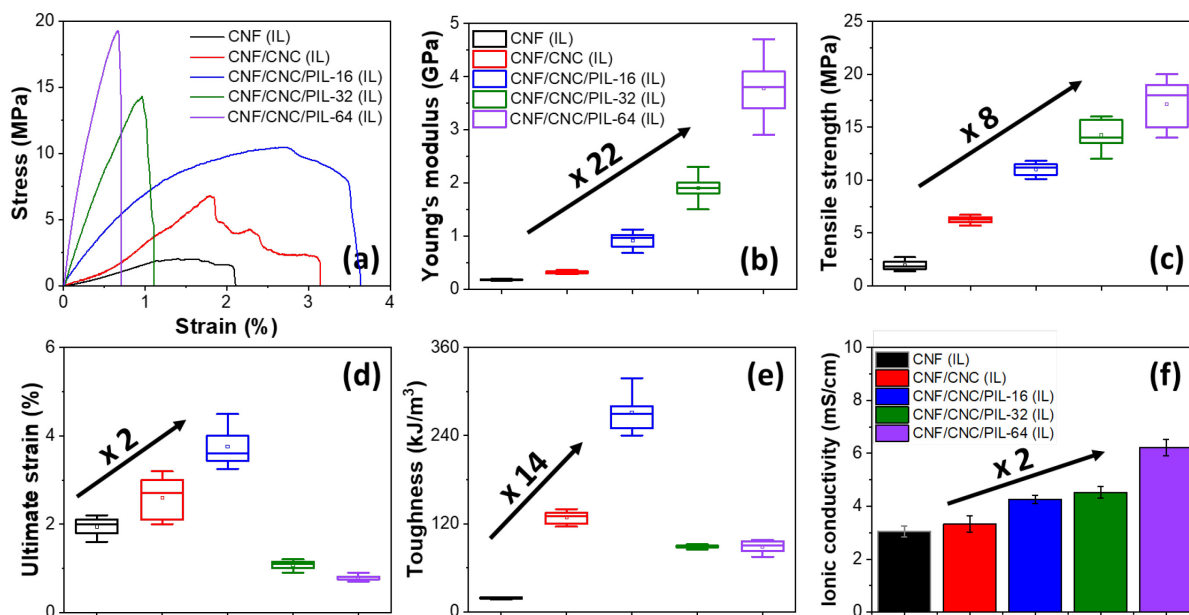 20
15
10
5
0
0
1
2
3
4
Stress (MPa)
Strain (%)
CNF (IL)
CNF/CNC (IL)
CNF/CNC/PIL-16 (IL)
CNF/CNC/PIL-32 (IL)
CNF/CNC/PIL-64 (IL)
(a)
5
4
3
2
1
0
Young's modulus (GPa)
CNF (IL)
CNF/CNC (IL)
CNF/CNC/PIL-16 (IL)
CNF/CNC/PIL-32 (IL)
CNF/CNC/PIL-64 (IL)
x 22
(b)
25
20
15
10
5
0
Tensile strength (MPa)
x 8
(c)
6
4
2
0
Ultimate strain (%)
x 2
(d)
360
240
120
0
Toughness (kJ/m3)
x 14
(e)
10
8
6
4
2
0
Ionic conductivity (mS/cm)
CNF (IL)
CNF/CNC (IL)
CNF/CNC/PIL-16 (IL)
CNF/CNC/PIL-32 (IL)
CNF/CNC/PIL-64 (IL)
x 2
(f)